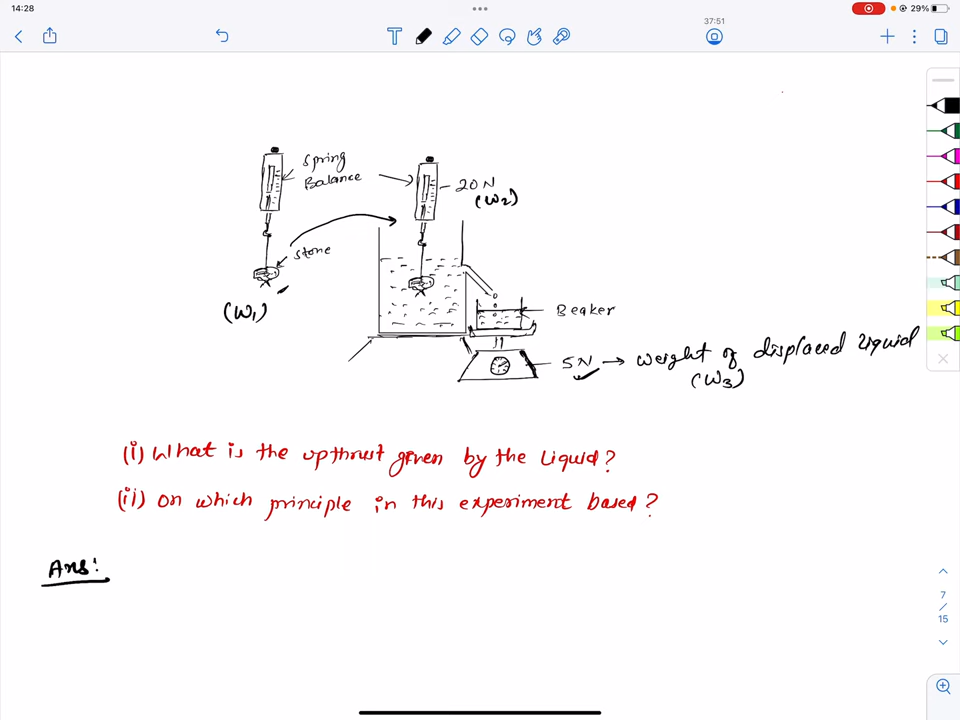 14:28
29%
37:51
T
Spring
Balance
20N
(W2)
Stone
(W1)
Beaker
5N → weight of displaced liquid
(W3)
(i) What is the upthrust given by the liquid?
(ii) On which principle in this experiment based?
Ans:
7
/
15